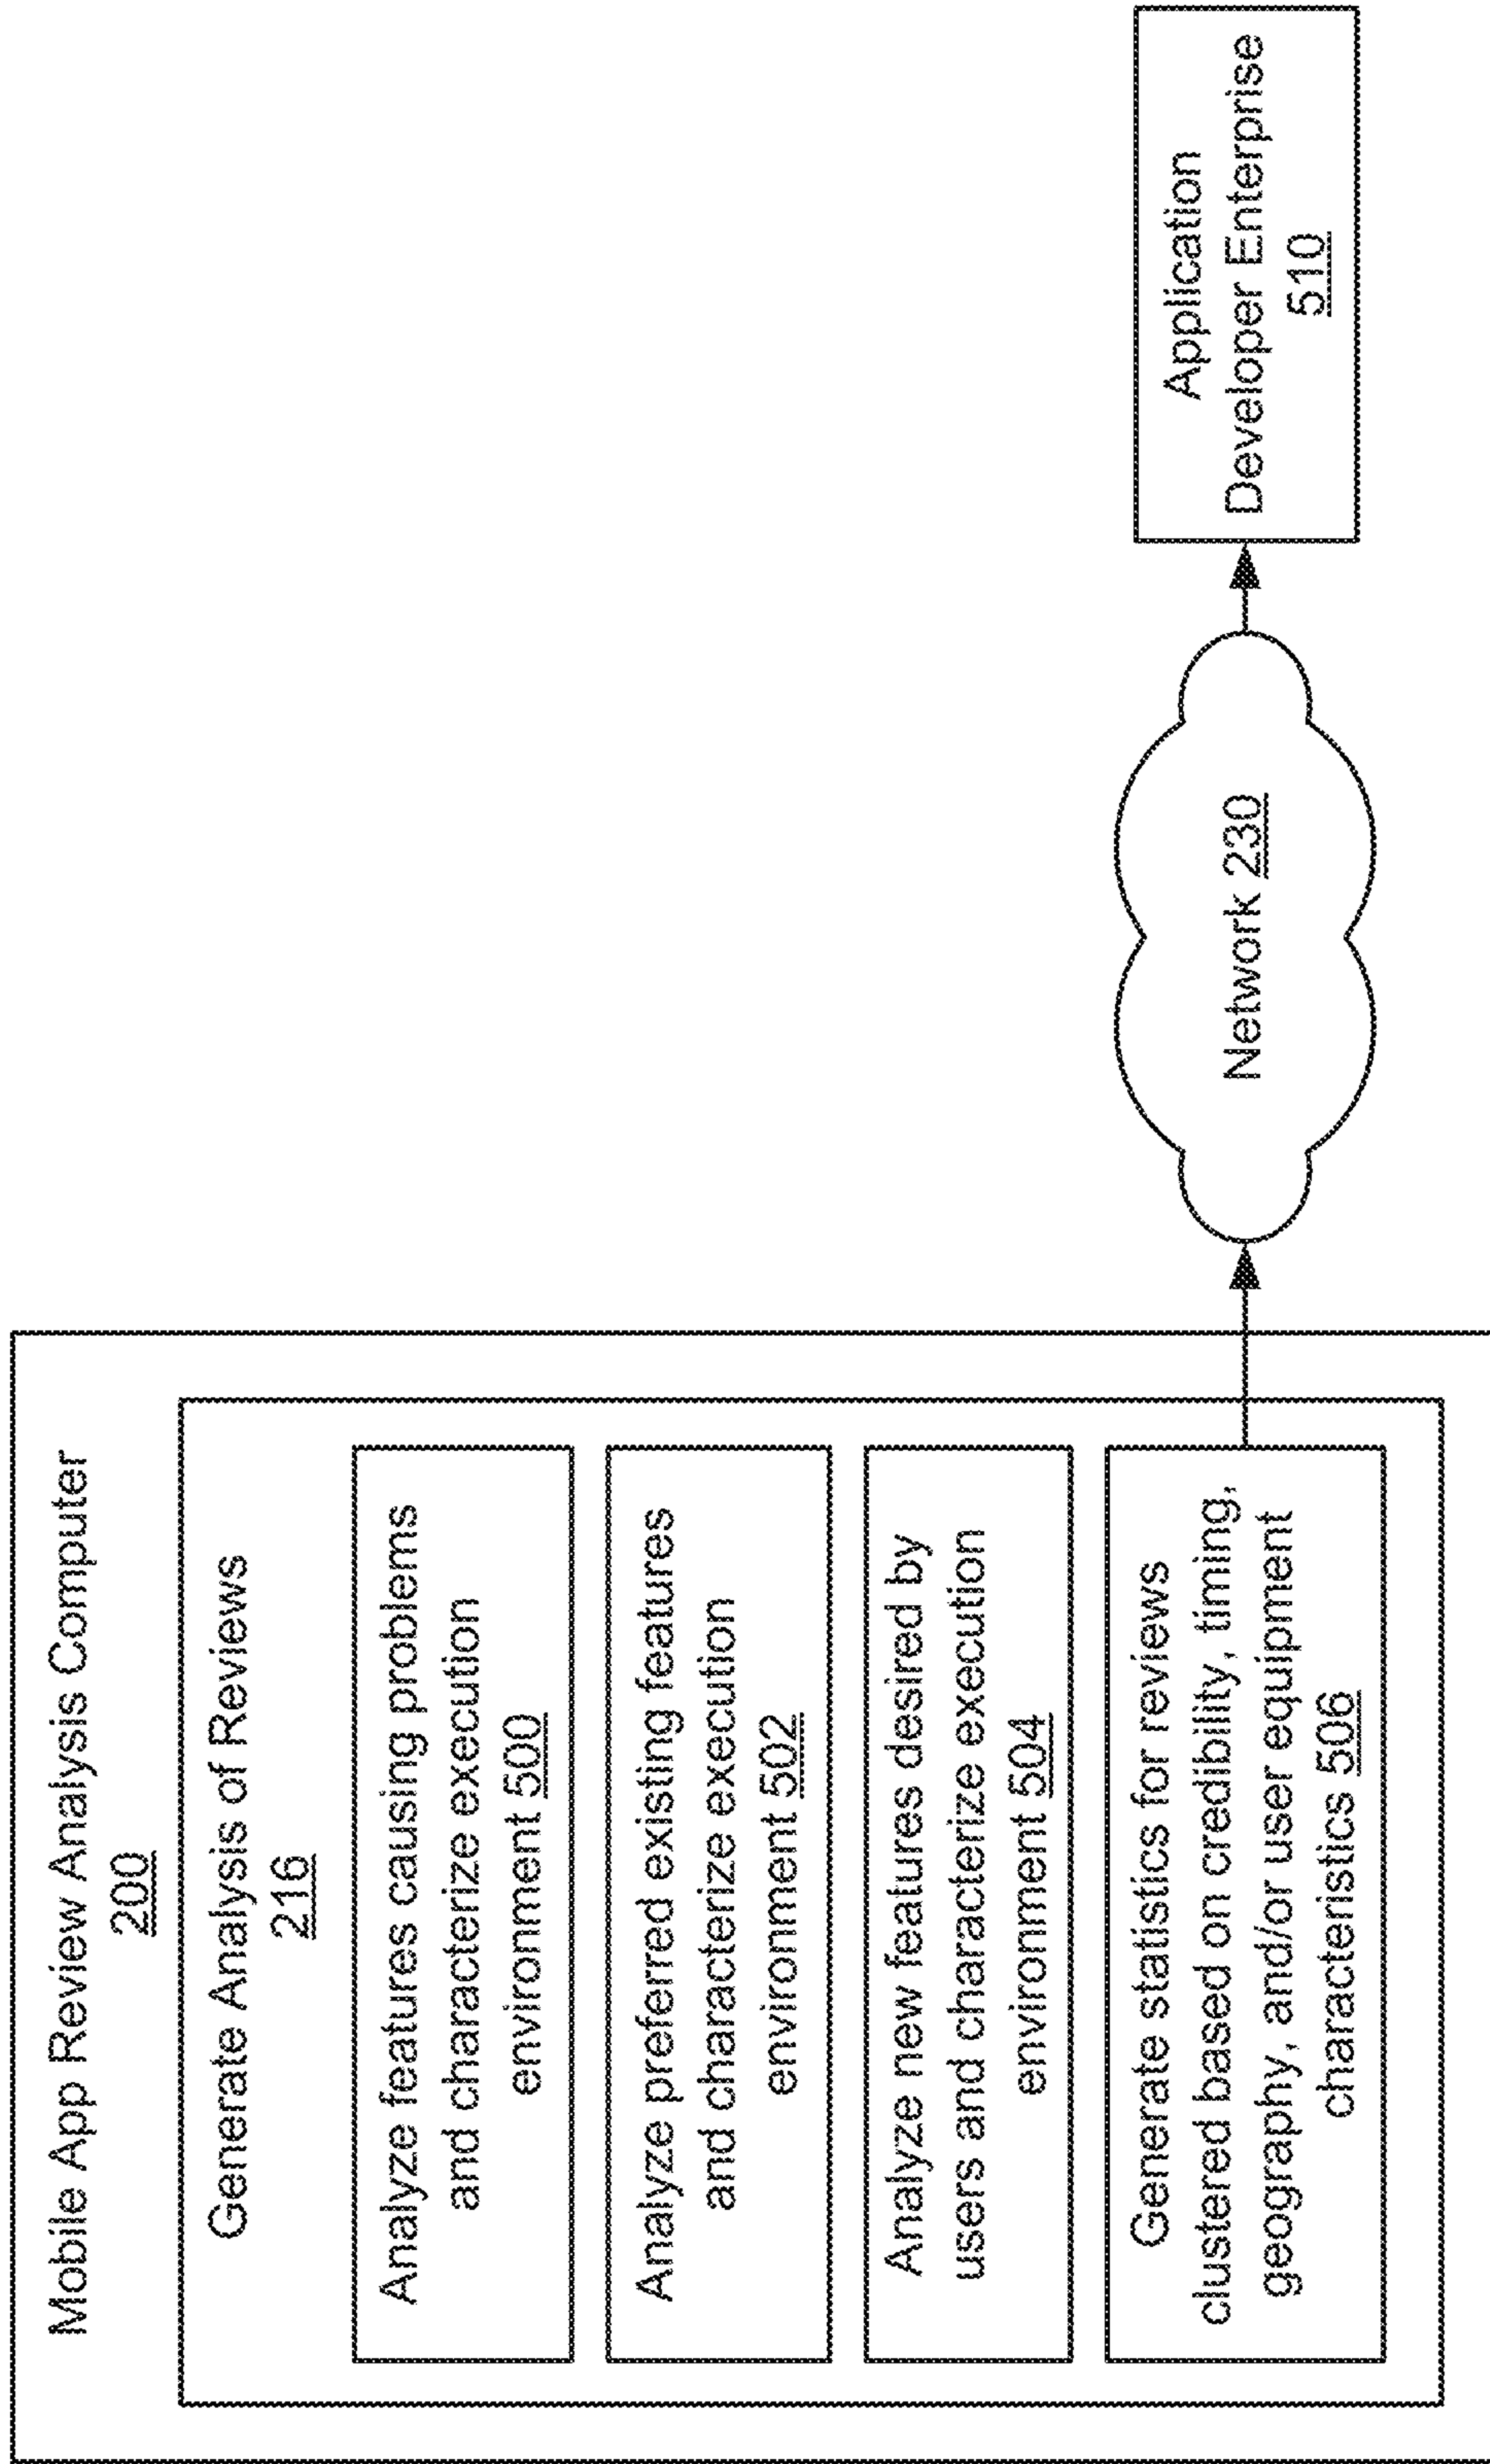 Mobile App Review Analysis Computer
200
Generate Analysis of Reviews
216
Analyze features causing problems
and characterize execution
environment 500
Analyze preferred existing features
and characterize execution
environment 502
Analyze new features desired by
users and characterize execution
environment 504
Generate statistics for reviews
clustered based on credibility, timing,
geography, and/or user equipment
characteristics 506
Network 230
Application
Developer Enterprise
510